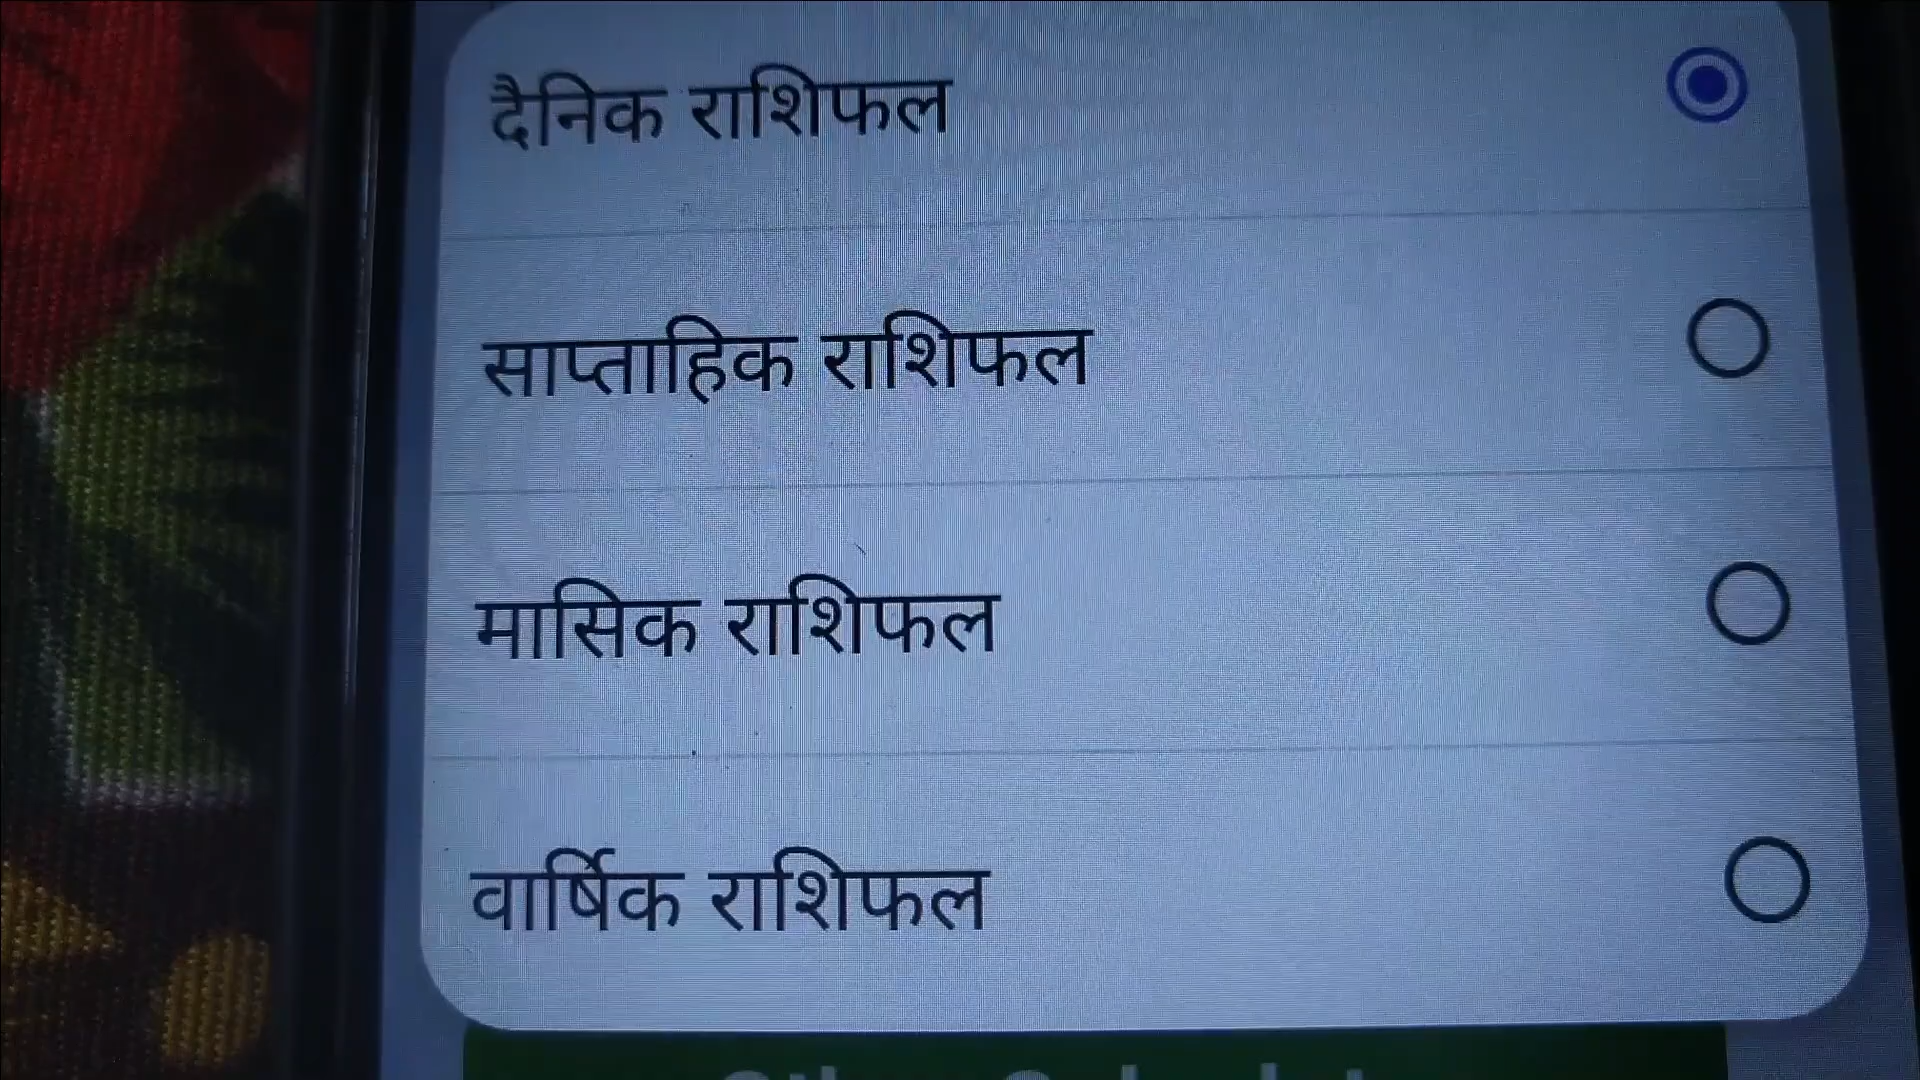 दैनिक राशिफल
साप्ताहिक राशिफल
मासिक राशिफल
वार्षिक राशिफल